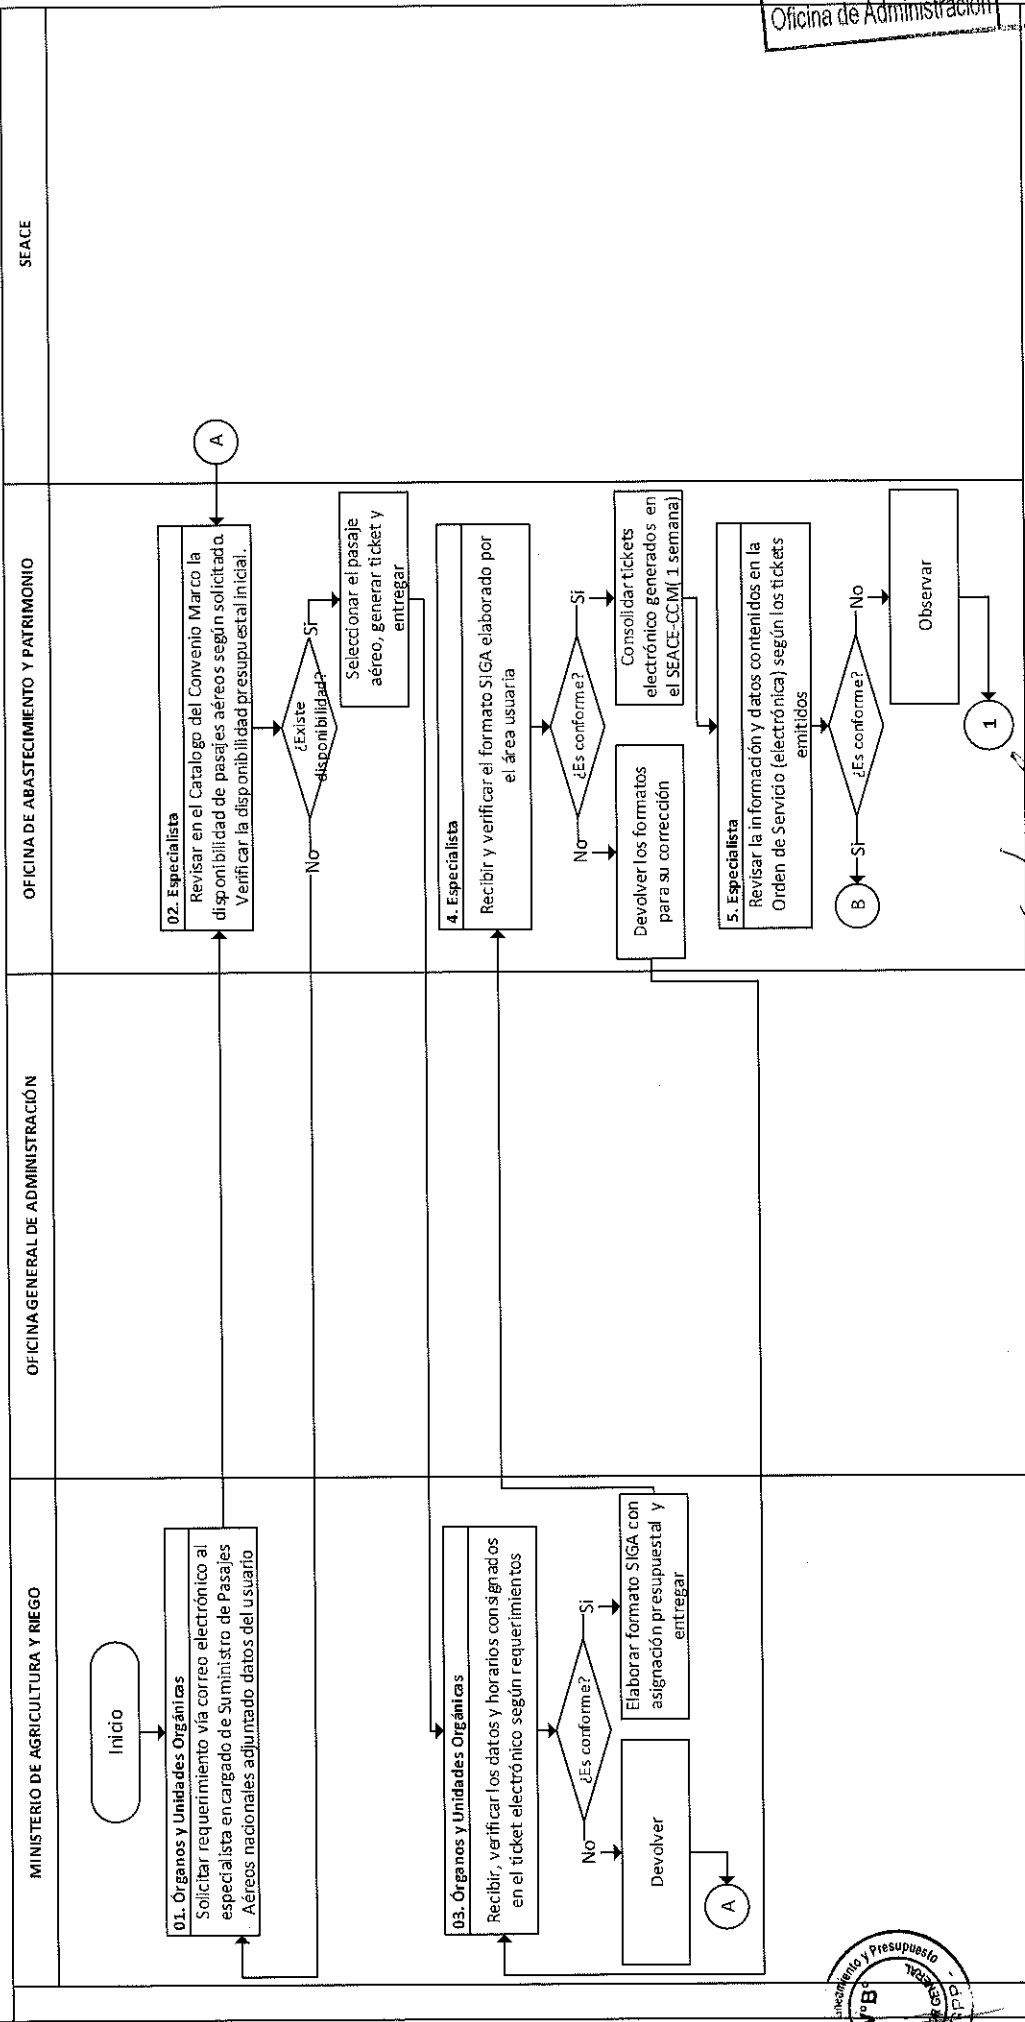 MINISTERIO DE AGRICULTURA Y RIEGO
OFICINA GENERAL DE ADMINISTRACIÓN
OFICINA DE ABASTECIMIENTO Y PATRIMONIO
SEACE
Inicio
01. Órganos y Unidades Orgánicas
Solicitar requerimiento vía correo electrónico al
especialista encargado de Suministro de Pasajes
Aéreos nacionales adjuntado datos del usuario
02. Especialista
Revisar en el Catalogo del Convenio Marco la
disponibilidad de pasajes aéreos según solicitado.
Verificar la disponibilidad presupuestal inicial.
A
¿Existe
disponibilidad?
No
Si
Seleccionar el pasaje
aéreo, generar ticket y
entregar
03. Órganos y Unidades Orgánicas
Recibir, verificar los datos y horarios consignados
en el ticket electrónico según requerimientos
¿Es conforme?
No
Si
Devolver
A
Elaborar formato SIGA con
asignación presupuestal y
entregar
4. Especialista
Recibir y verificar el formato SIGA elaborado por
el área usuaria
¿Es conforme?
No
Si
Devolver los formatos
para su corrección
Consolidar tickets
electrónico generados en
el SEACE-CCM( 1 semana)
5. Especialista
Revisar la información y datos contenidos en la
Orden de Servicio (electrónica) según los tickets
emitidos
¿Es conforme?
Si
No
B
Observar
1
Oficina de Administración
y Presupuesto
V°B°
GENERAL